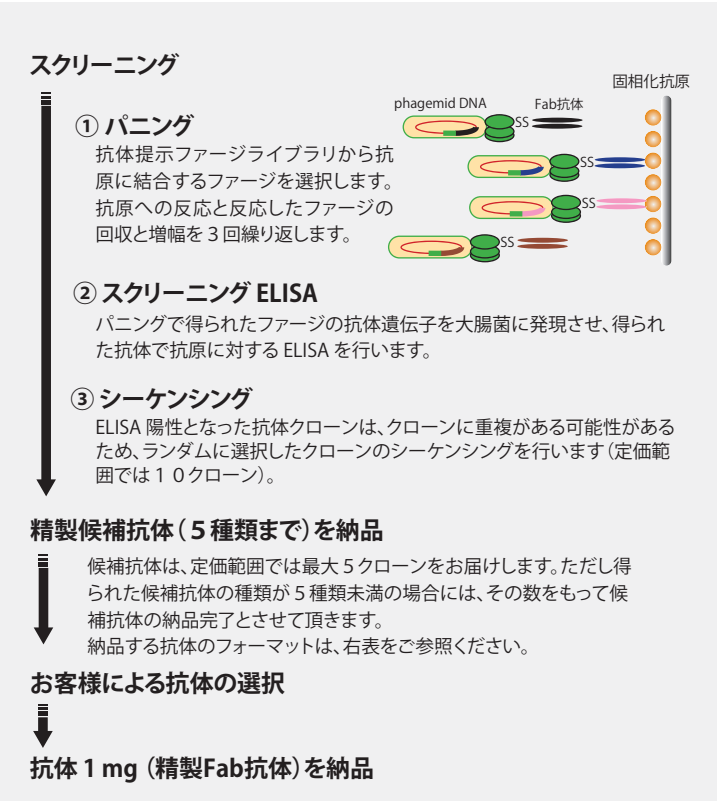 スクリーニング
固相化抗原
phagemid DNA
Fab抗体
SS
SS
SS
SS
① パニング
抗体提示ファージライブラリから抗
原に結合するファージを選択します。
抗原への反応と反応したファージの
回収と増幅を3回繰り返します。
② スクリーニング ELISA
パニングで得られたファージの抗体遺伝子を大腸菌に発現させ、得られ
た抗体で抗原に対する ELISA を行います。
③ シーケンシング
ELISA 陽性となった抗体クローンは、クローンに重複がある可能性がある
ため、ランダムに選択したクローンのシーケンシングを行います（定価範
囲では１０クローン）。
精製候補抗体（5種類まで）を納品
候補抗体は、定価範囲では最大5クローンをお届けします。ただし得
られた候補抗体の種類が5種類未満の場合には、その数をもって候
補抗体の納品完了とさせて頂きます。
納品する抗体のフォーマットは、右表をご参照ください。
お客様による抗体の選択
抗体 1 mg（精製Fab抗体）を納品